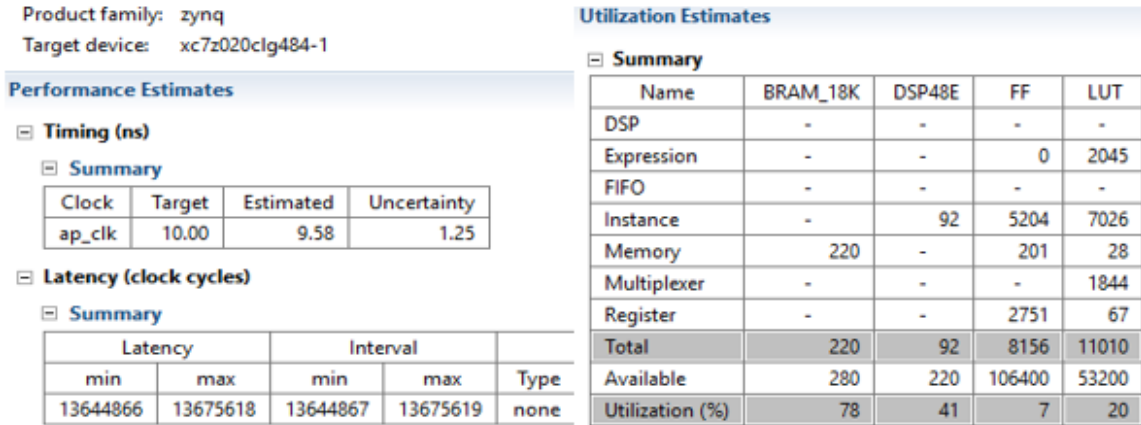 Product family: zynq
Target device: xc7z020clg484-1
Performance Estimates
Timing (ns)
Summary
Clock Target Estimated Uncertainty
ap_clk 10.00 9.58 1.25
Latency (clock cycles)
Summary
Latency Interval
min max min max Type
13644866 13675618 13644867 13675619 none
Utilization Estimates
Summary
Name BRAM_18K DSP48E FF LUT
DSP - - - -
Expression - - 0 2045
FIFO - - - -
Instance - 92 5204 7026
Memory 220 - 201 28
Multiplexer - - - 1844
Register - - 2751 67
Total 220 92 8156 11010
Available 280 220 106400 53200
Utilization (%) 78 41 7 20